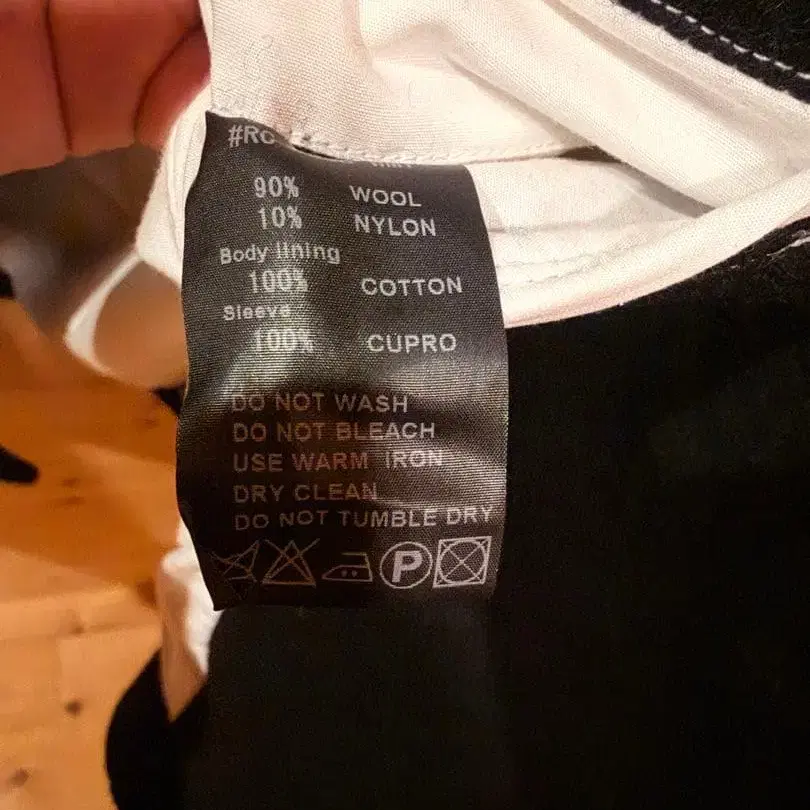 #RC
90% WOOL
10% NYLON
Body lining
100% COTTON
Sleeve
100% CUPRO
DO NOT WASH
DO NOT BLEACH
USE WARM IRON
DRY CLEAN
DO NOT TUMBLE DRY
P